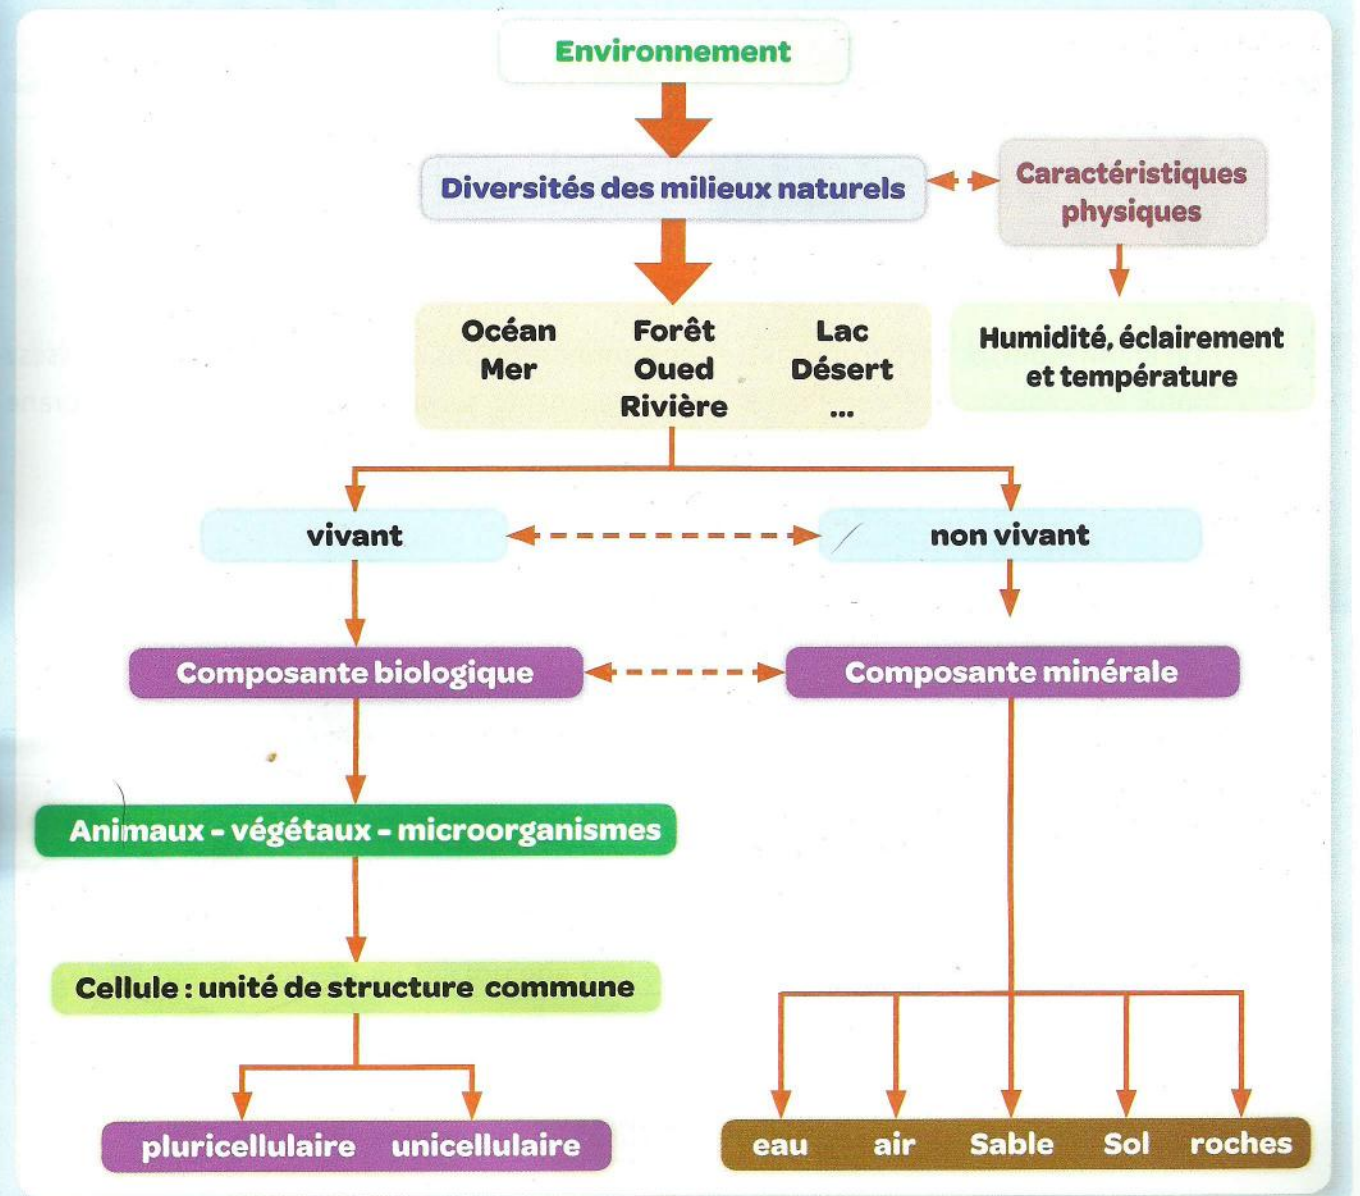 Environnement
Diversités des milieux naturels
Caractéristiques
physiques
Océan Forêt Lac
Mer Oued Désert
Rivière ...
Humidité, éclairement
et température
vivant
non vivant
Composante biologique
Composante minérale
Animaux - végétaux - microorganismes
Cellule : unité de structure commune
pluricellulaire unicellulaire
eau air Sable Sol roches